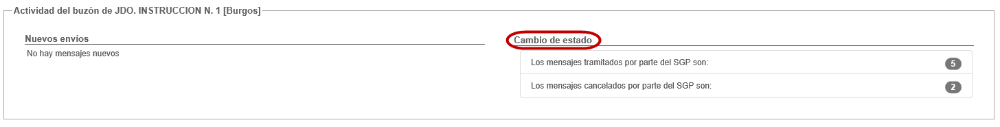 Actividad del buzón de JDO. INSTRUCCION N. 1 [Burgos]
Nuevos envíos
No hay mensajes nuevos
Cambio de estado
Los mensajes tramitados por parte del SGP son: 5
Los mensajes cancelados por parte del SGP son: 2